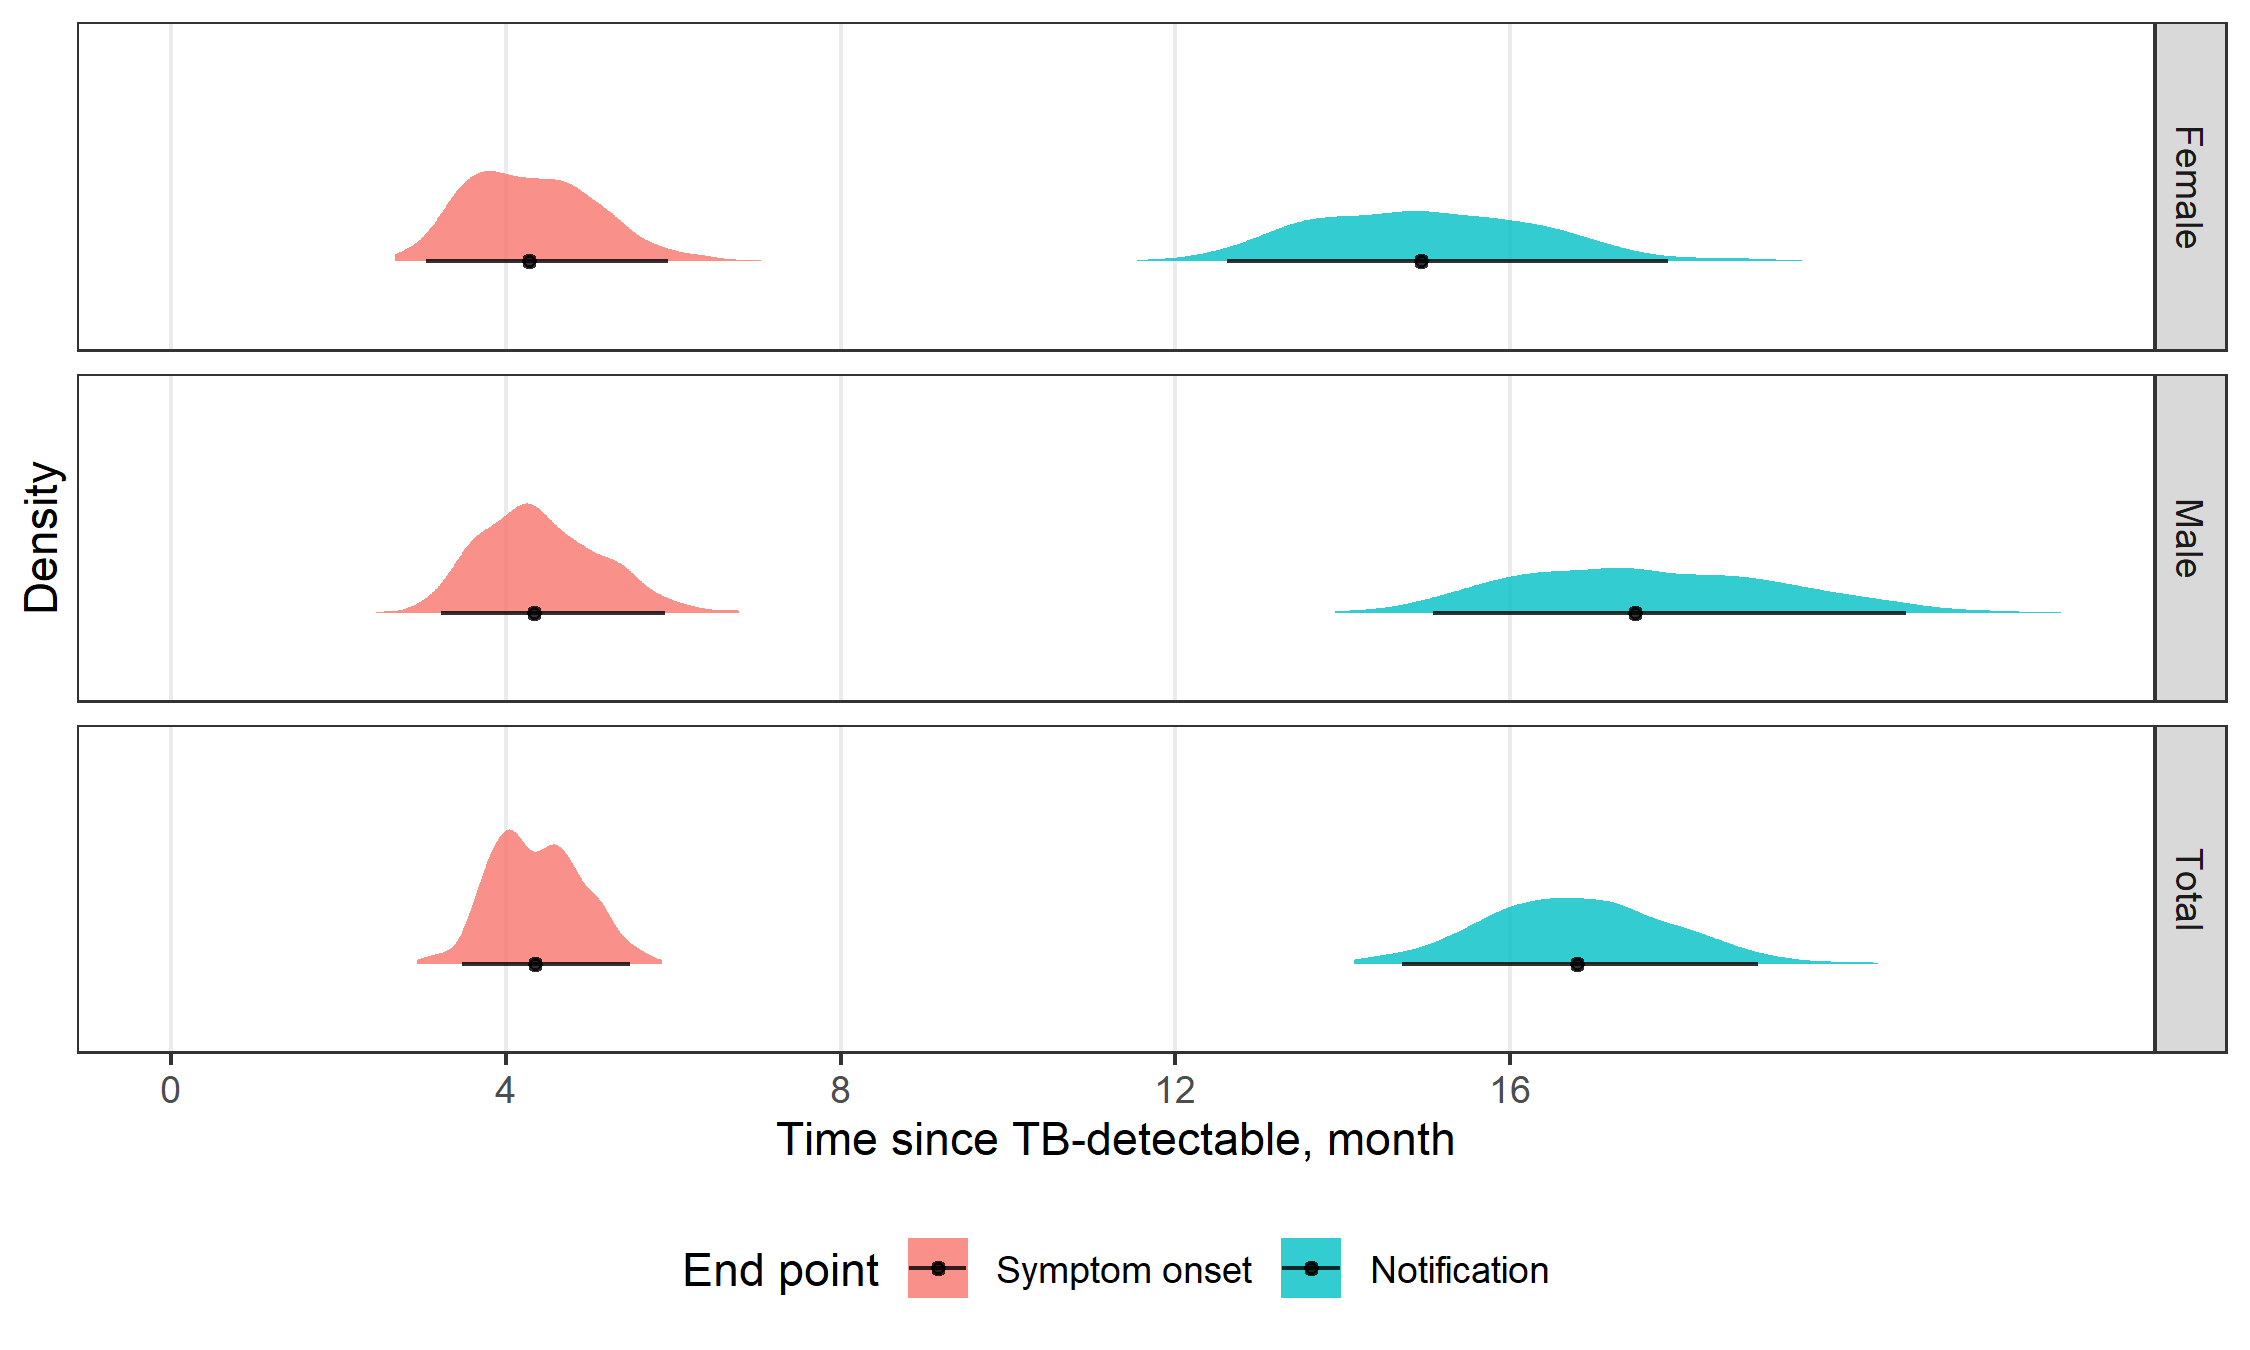 Female
Male
Total
Density
0 4 8 12 16
Time since TB-detectable, month
End point Symptom onset Notification